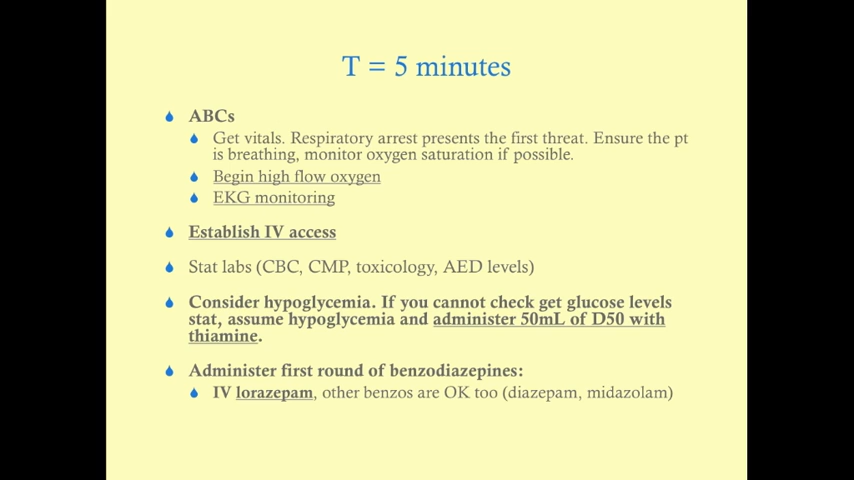 T = 5 minutes
ABCs
Get vitals. Respiratory arrest presents the first threat. Ensure the pt
is breathing, monitor oxygen saturation if possible.
Begin high flow oxygen
EKG monitoring
Establish IV access
Stat labs (CBC, CMP, toxicology, AED levels)
Consider hypoglycemia. If you cannot check get glucose levels
stat, assume hypoglycemia and administer 50mL of D50 with
thiamine.
Administer first round of benzodiazepines:
IV lorazepam, other benzos are OK too (diazepam, midazolam)